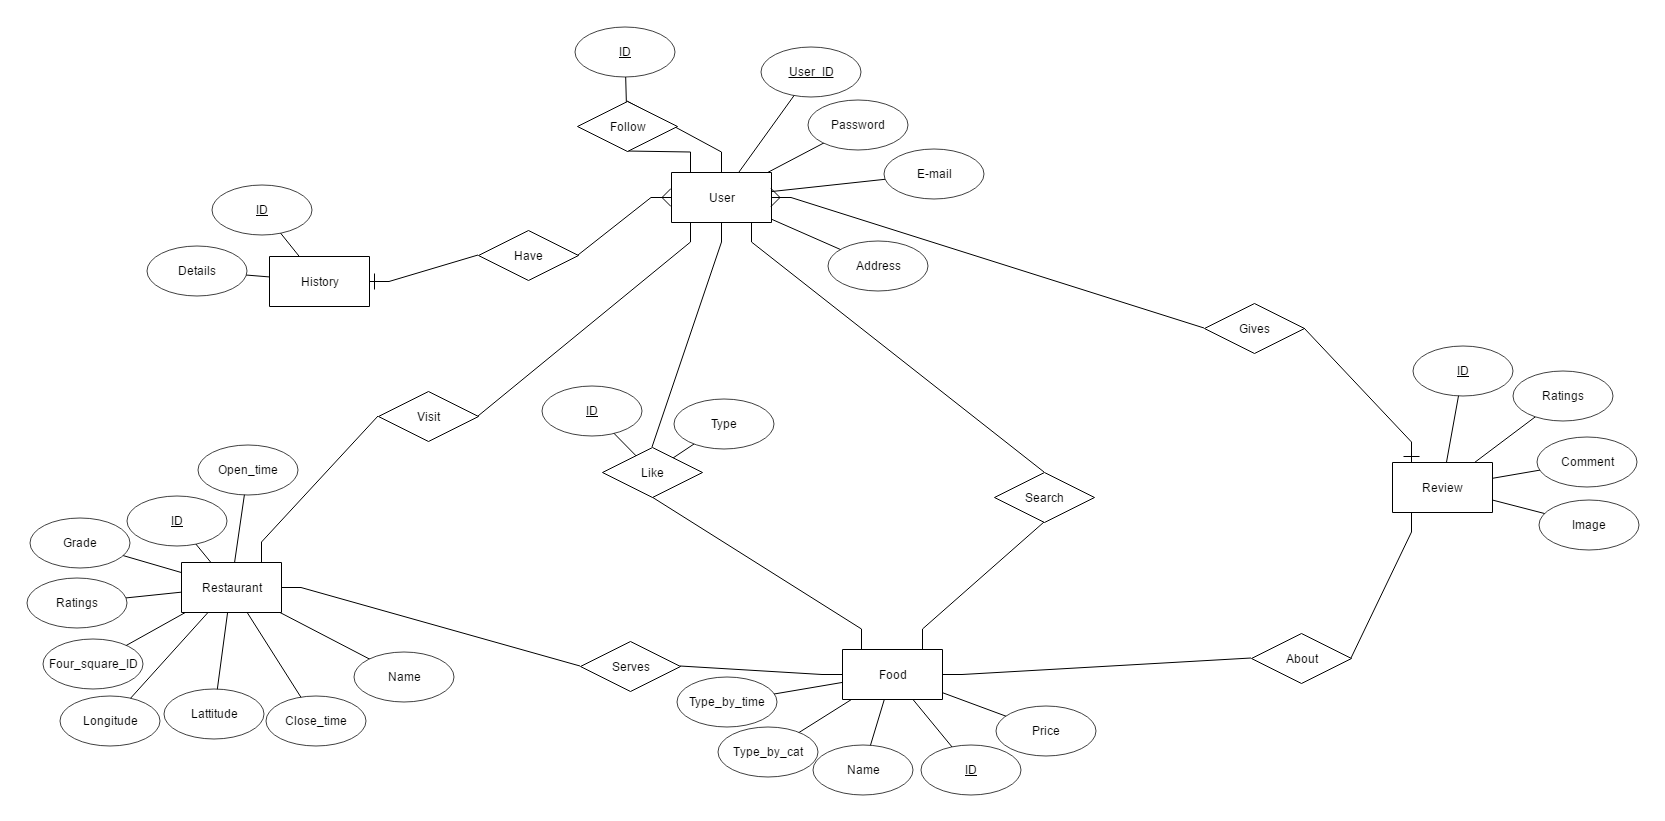 ID
User_ID
Password
Follow
E-mail
User
ID
Have
Address
Details
History
Gives
ID
Ratings
Visit
ID
Type
Comment
Open_time
Like
Search
Review
ID
Image
Grade
Restaurant
Ratings
Four_square_ID
Serves
About
Name
Food
Type_by_time
Longitude
Lattitude
Close_time
Price
Type_by_cat
Name
ID